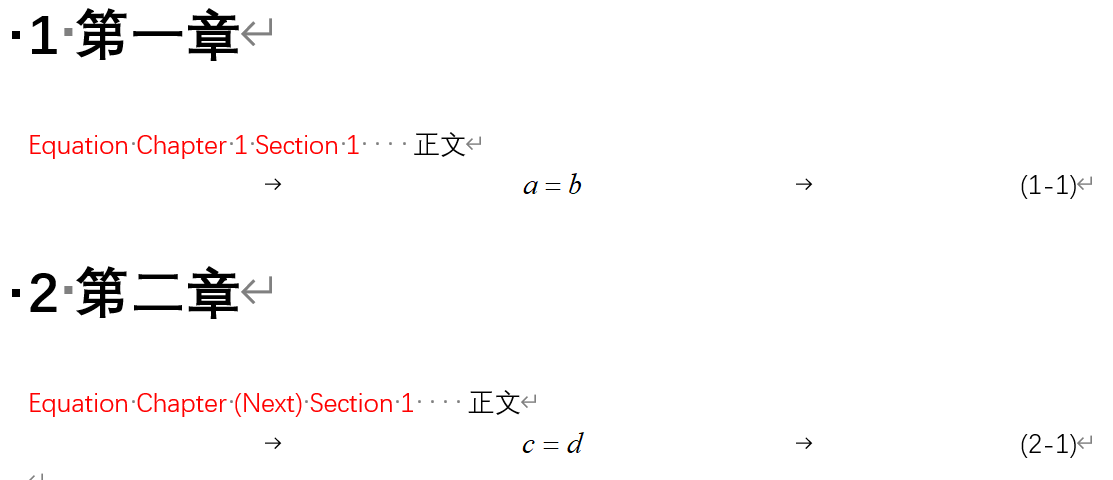 1 第一章
Equation Chapter 1 Section 1 正文
a = b (1-1)
2 第二章
Equation Chapter (Next) Section 1 正文
c = d (2-1)